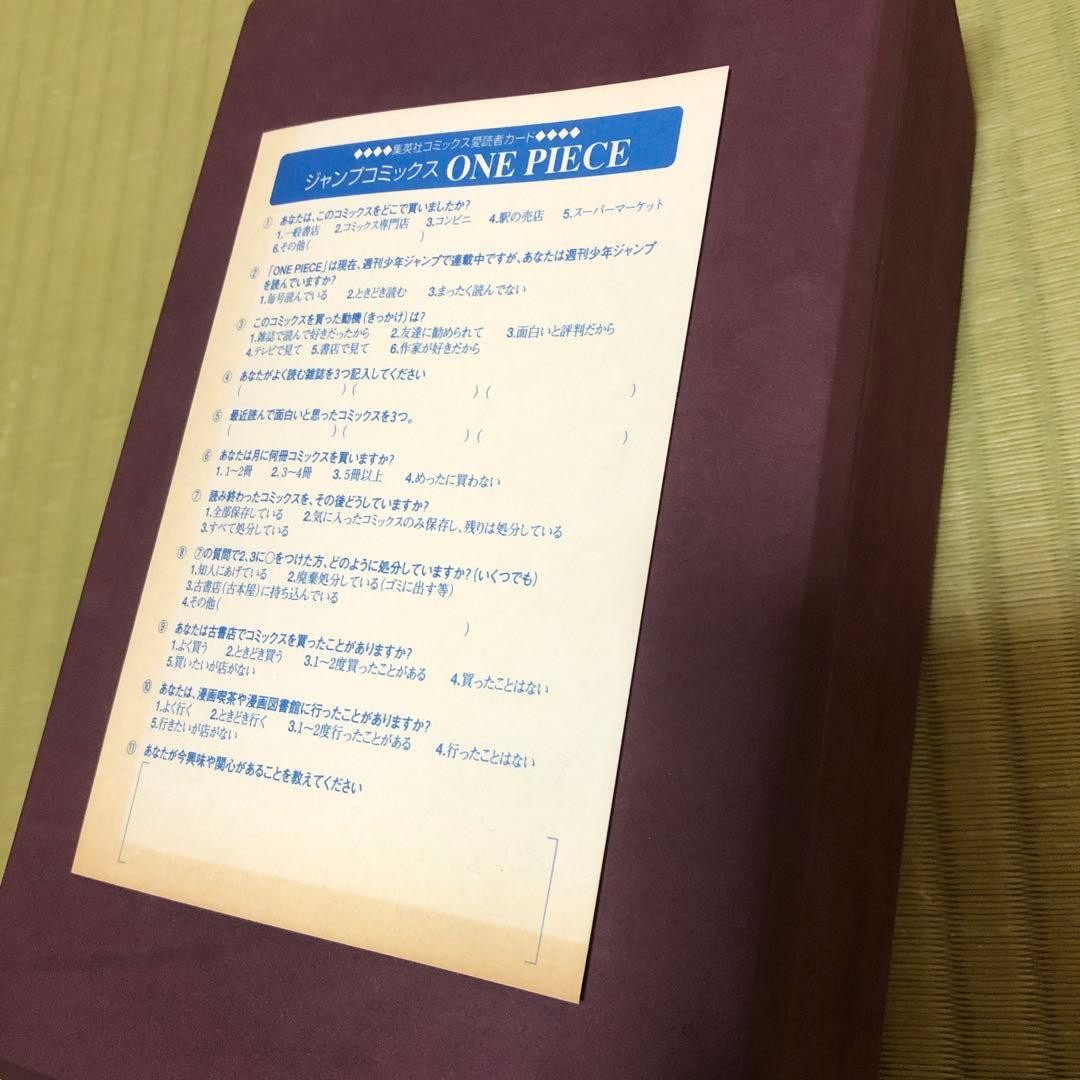 ◆◆◆◆集英社コミックス愛読者カード◆◆◆◆
ジャンプコミックス ONE PIECE
① あなたは、このコミックスをどこで買いましたか?
1.一般書店 2.コミックス専門店 3.コンビニ 4.駅の売店 5.スーパーマーケット
6.その他( )
② 「ONE PIECE」は現在、週刊少年ジャンプで連載中ですが、あなたは週刊少年ジャンプ
を読んでいますか?
1.毎号読んでいる 2.ときどき読む 3.まったく読んでない
③ このコミックスを買った動機(きっかけ)は?
1.雑誌で読んで好きだったから 2.友達に勧められて 3.面白いと評判だから
4.テレビで見て 5.書店で見て 6.作家が好きだから
④ あなたがよく読む雑誌を3つ記入してください
( ) ( ) ( )
⑤ 最近読んで面白いと思ったコミックスを3つ。
( ) ( ) ( )
⑥ あなたは月に何冊コミックスを買いますか?
1.1〜2冊 2.3〜4冊 3.5冊以上 4.めったに買わない
⑦ 読み終わったコミックスを、その後どうしていますか?
1.全部保存している 2.気に入ったコミックスのみ保存し、残りは処分している
3.すべて処分している
⑧ ⑦の質問で2、3に○をつけた方、どのように処分していますか?(いくつでも)
1.知人にあげている 2.廃棄処分している(ゴミに出す等)
3.古書店(古本屋)に持ち込んでいる
4.その他( )
⑨ あなたは古書店でコミックスを買ったことがありますか?
1.よく買う 2.ときどき買う 3.1〜2度買ったことがある 4.買ったことはない
5.買いたいが店がない
⑩ あなたは、漫画喫茶や漫画図書館に行ったことがありますか?
1.よく行く 2.ときどき行く 3.1〜2度行ったことがある 4.行ったことはない
5.行きたいが店がない
⑪ あなたが今興味や関心があることを教えてください